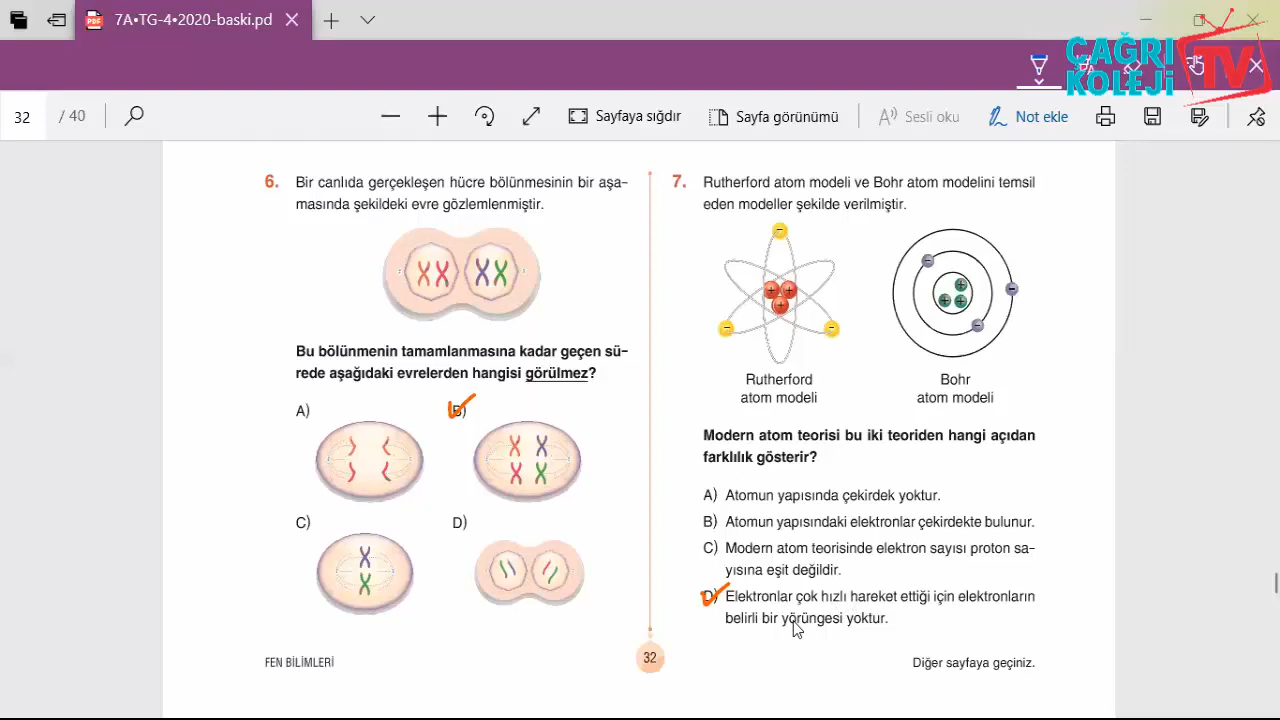 7A•TG-4•2020-baski.pd
ÇAĞRI
KOLEJİ
TV
32 / 40
Sayfaya sığdır
Sayfa görünümü
Sesli oku
Not ekle
6. Bir canlıda gerçekleşen hücre bölünmesinin bir aşa-
masında şekildeki evre gözlemlenmiştir.
Bu bölünmenin tamamlanmasına kadar geçen sü-
rede aşağıdaki evrelerden hangisi görülmez?
A)
B)
C)
D)
FEN BİLİMLERİ
32
7. Rutherford atom modeli ve Bohr atom modelini temsil
eden modeller şekilde verilmiştir.
Rutherford
atom modeli
Bohr
atom modeli
Modern atom teorisi bu iki teoriden hangi açıdan
farklılık gösterir?
A) Atomun yapısında çekirdek yoktur.
B) Atomun yapısındaki elektronlar çekirdekte bulunur.
C) Modern atom teorisinde elektron sayısı proton sa-
yısına eşit değildir.
D) Elektronlar çok hızlı hareket ettiği için elektronların
belirli bir yörüngesi yoktur.
Diğer sayfaya geçiniz.